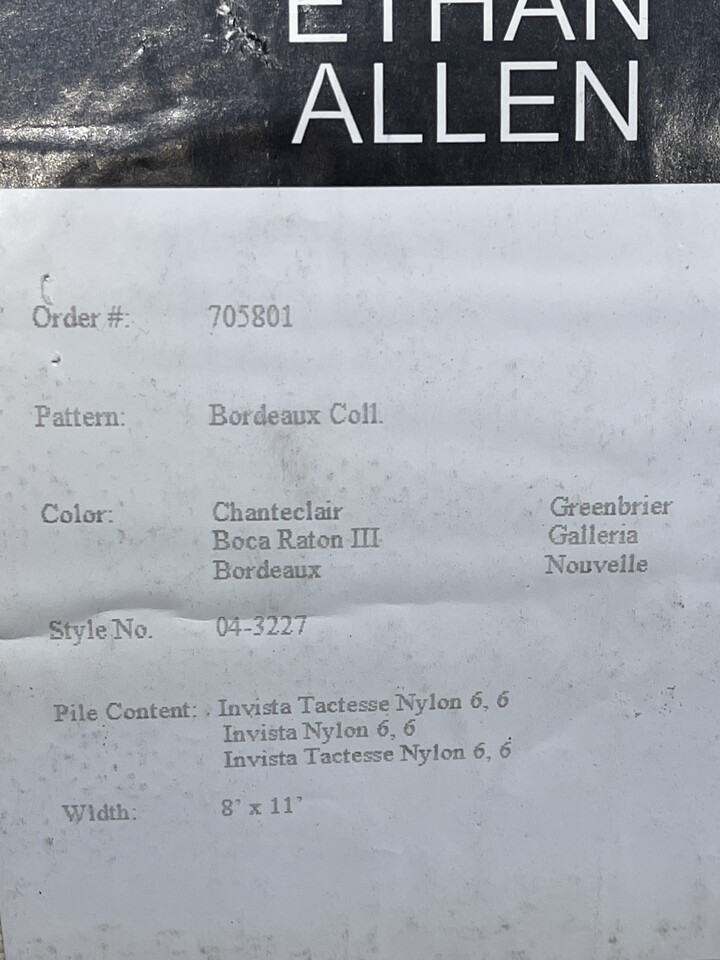 ETHAN
ALLEN
Order #: 705801
Pattern: Bordeaux Coll.
Color: Chanteclair Greenbrier
Boca Raton III Galleria
Bordeaux Nouvelle
Style No. 04-3227
Pile Content: Invista Tactesse Nylon 6, 6
Invista Nylon 6, 6
Invista Tactesse Nylon 6, 6
Width: 8' x 11'